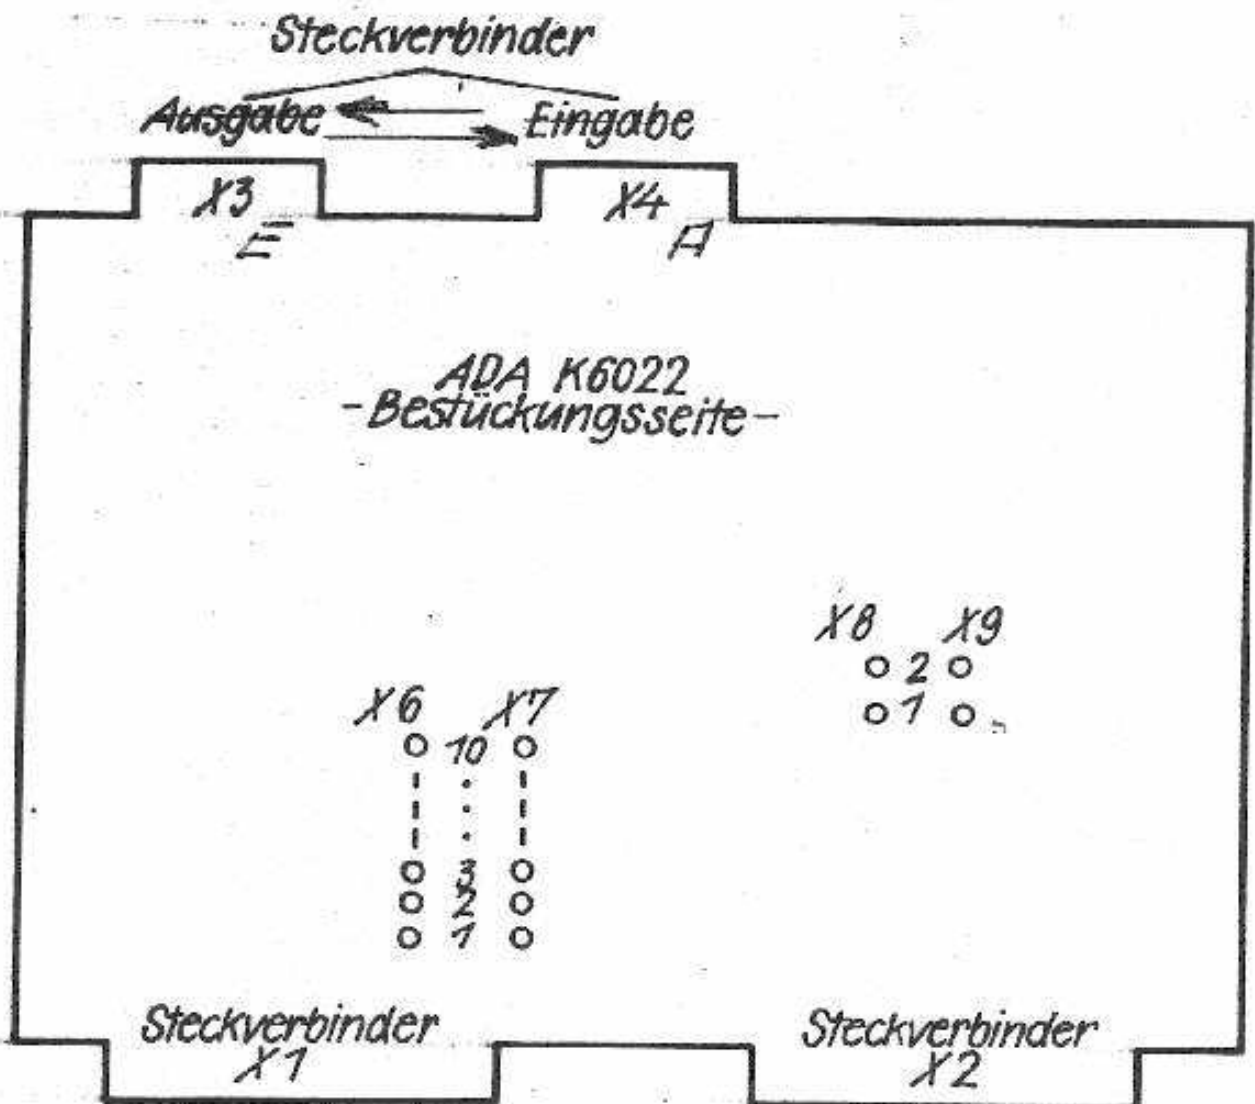 Steckverbinder
Ausgabe Eingabe
X3 X4
E A
ADA K6022
-Bestückungsseite-
X8 X9
2
1
X6 X7
10
3
2
1
Steckverbinder
X1
Steckverbinder
X2